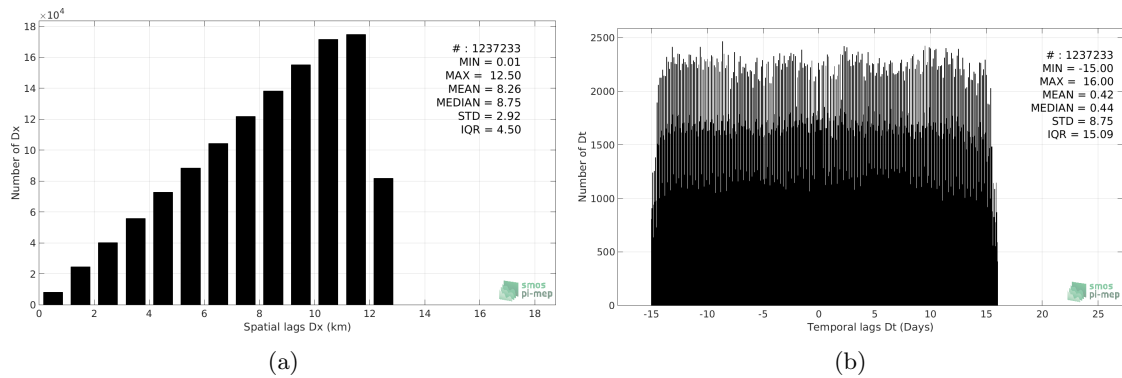 ×10⁴
18
16
14
12
10
8
6
4
2
0
Number of Dx
0 2 4 6 8 10 12 14 16 18
Spatial lags Dx (km)
# : 1237233
MIN = 0.01
MAX = 12.50
MEAN = 8.26
MEDIAN = 8.75
STD = 2.92
IQR = 4.50
smos
pi-mep
(a)
2500
2000
1500
1000
500
0
Number of Dt
-15 -10 -5 0 5 10 15 20 25
Temporal lags Dt (Days)
# : 1237233
MIN = -15.00
MAX = 16.00
MEAN = 0.42
MEDIAN = 0.44
STD = 8.75
IQR = 15.09
smos
pi-mep
(b)